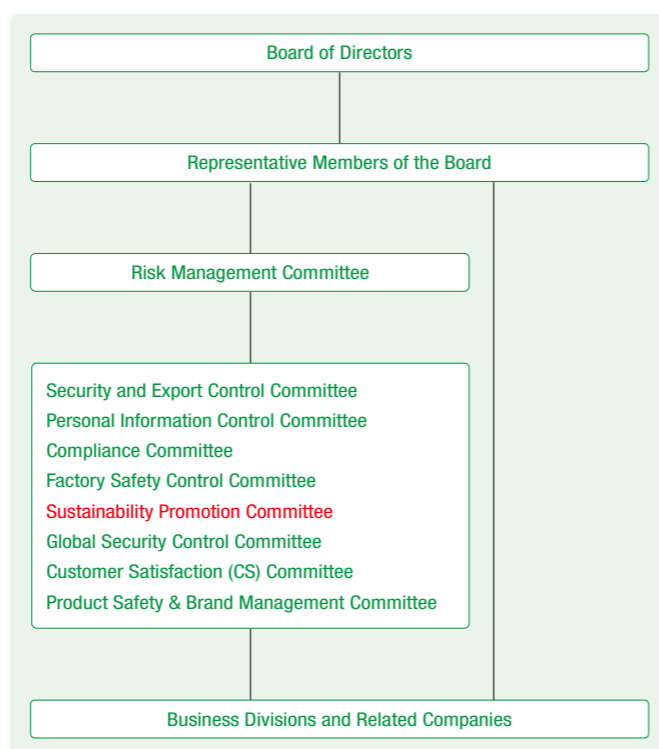 Board of Directors
Representative Members of the Board
Risk Management Committee
Security and Export Control Committee
Personal Information Control Committee
Compliance Committee
Factory Safety Control Committee
Sustainability Promotion Committee
Global Security Control Committee
Customer Satisfaction (CS) Committee
Product Safety & Brand Management Committee
Business Divisions and Related Companies